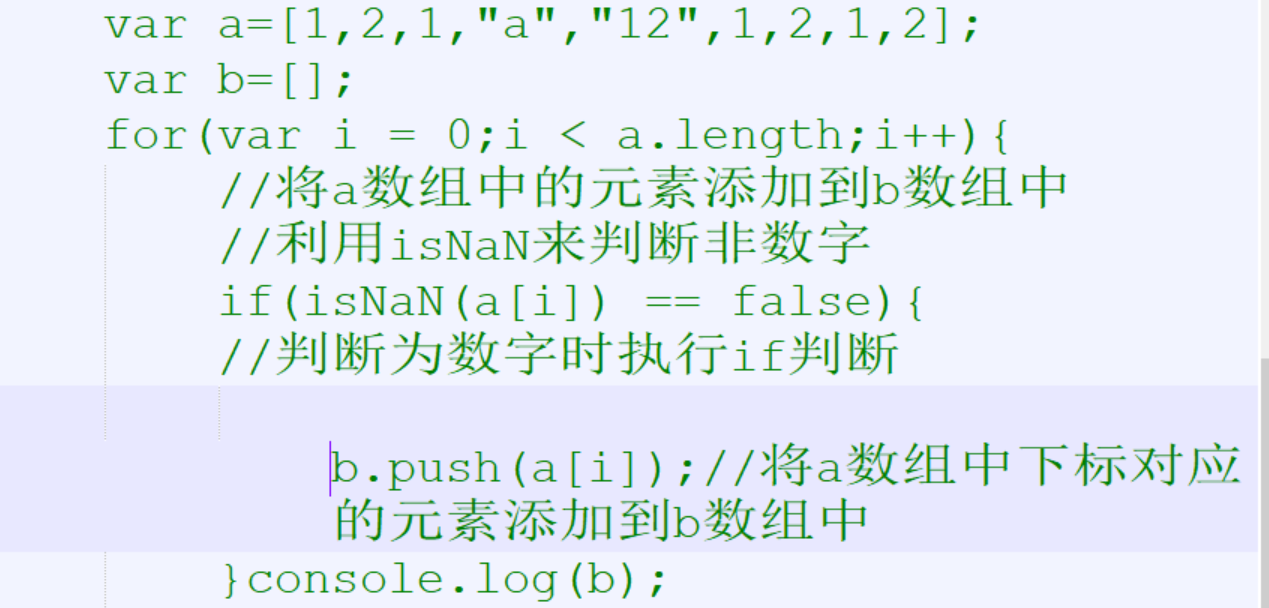 var a=[1,2,1,"a","12",1,2,1,2];
var b=[];
for(var i = 0;i < a.length;i++){
//将a数组中的元素添加到b数组中
//利用isNaN来判断非数字
if(isNaN(a[i]) == false){
//判断为数字时执行if判断
b.push(a[i]);//将a数组中下标对应
的元素添加到b数组中
}console.log(b);